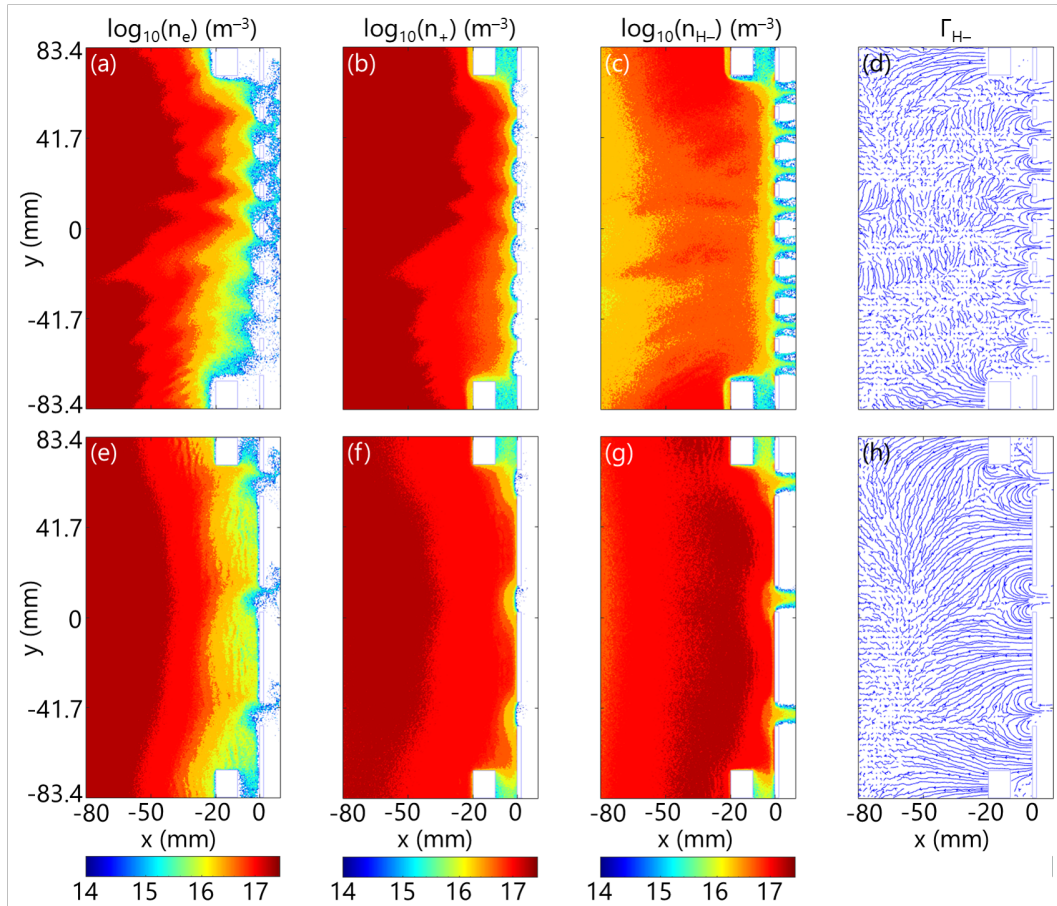 log₁₀(nₑ) (m⁻³) log₁₀(n₊) (m⁻³) log₁₀(n_H–) (m⁻³) Γ_H–
(a) (b) (c) (d)
83.4
41.7
0
-41.7
-83.4
y (mm)
(e) (f) (g) (h)
83.4
41.7
0
-41.7
-83.4
y (mm)
-80 -50 -20 0 -80 -50 -20 0 -80 -50 -20 0 -80 -50 -20 0
x (mm) x (mm) x (mm) x (mm)
14 15 16 17 14 15 16 17 14 15 16 17